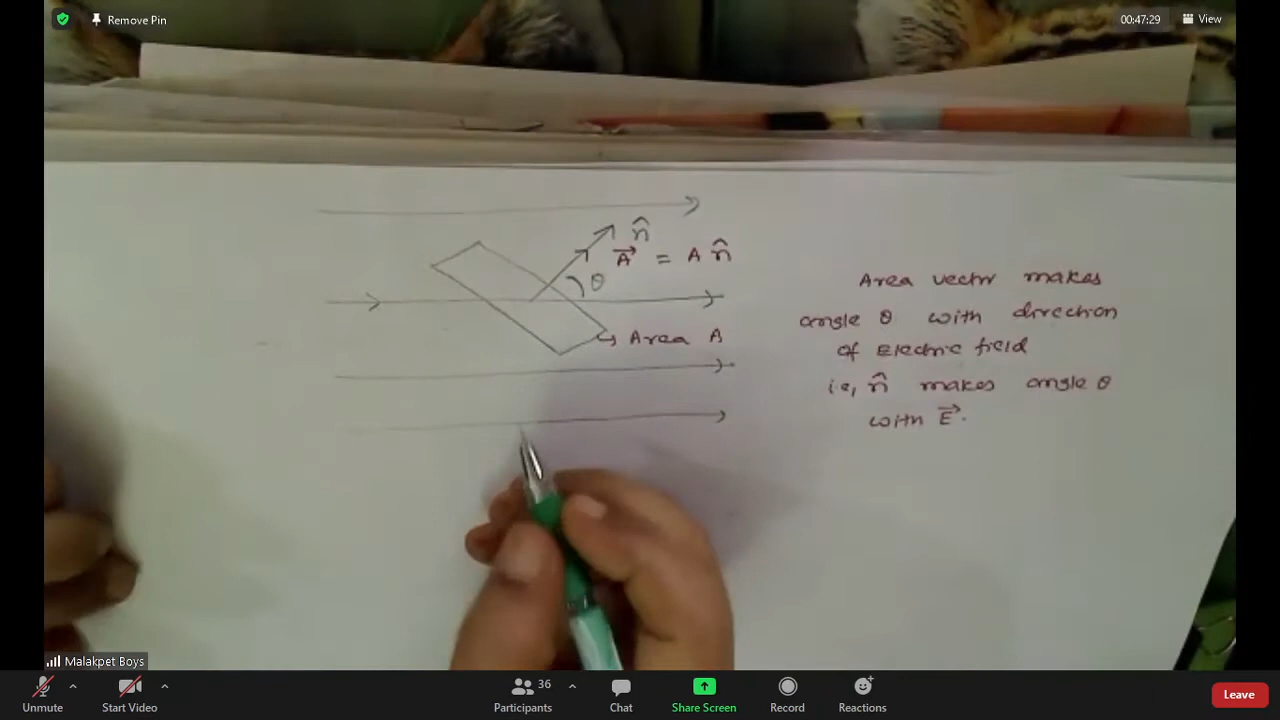 Remove Pin
00:47:29
View
n̂
A⃗ = A n̂
θ
Area A
Area vector makes
angle θ with direction
of Electric field
i.e, n̂ makes angle θ
with E⃗.
Malakpet Boys
Unmute
Start Video
36
Participants
Chat
Share Screen
Record
Reactions
Leave